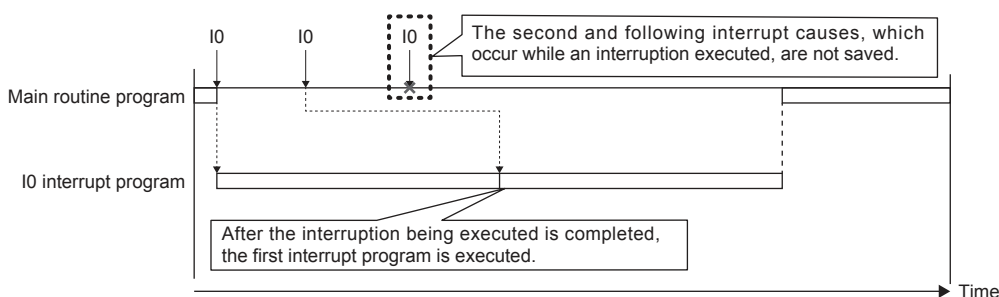 I0 I0 I0
The second and following interrupt causes, which
occur while an interruption executed, are not saved.
Main routine program
I0 interrupt program
After the interruption being executed is completed,
the first interrupt program is executed.
Time